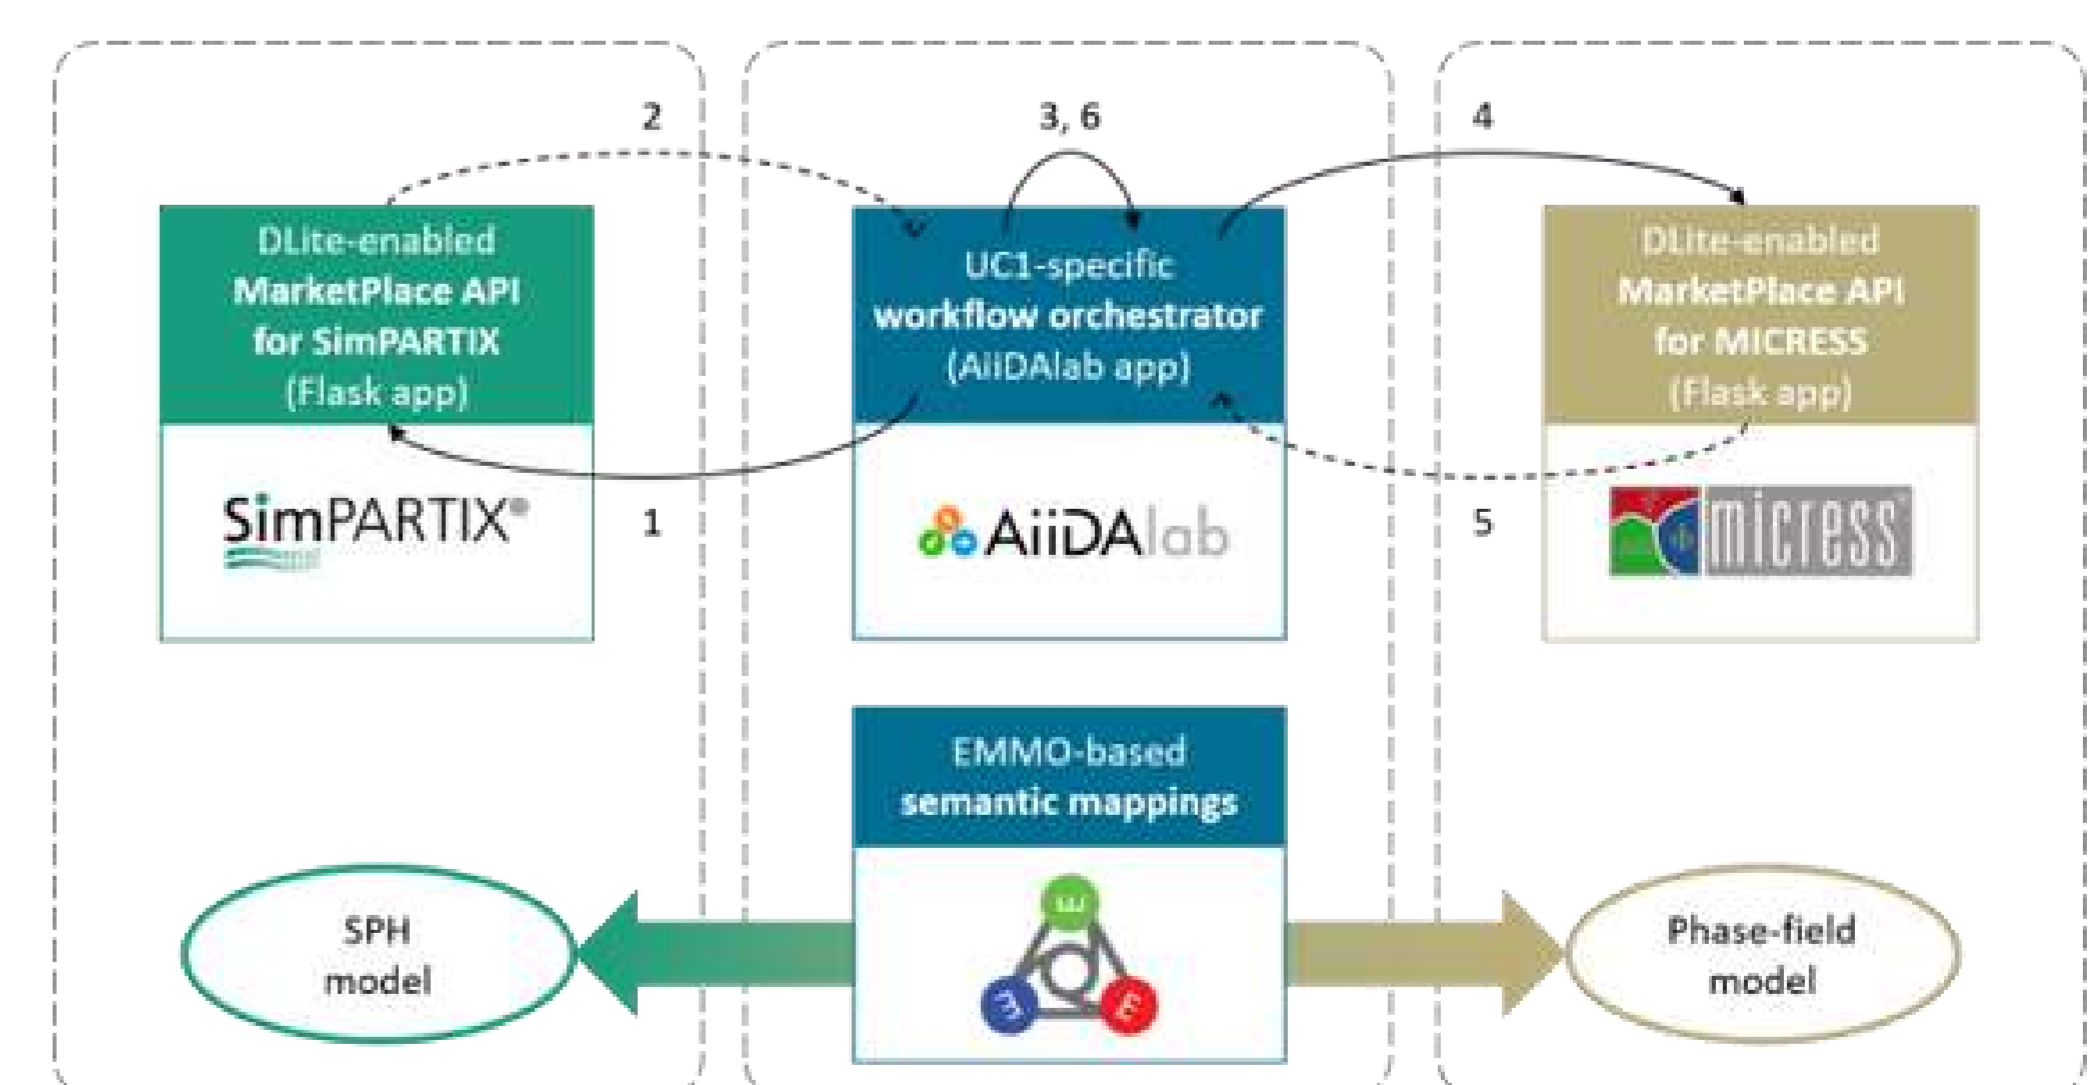 2
3, 6
4
DLite-enabled
MarketPlace API
for SimPARTIX
(Flask app)
UC1-specific
workflow orchestrator
(AiiDAlab app)
DLite-enabled
MarketPlace API
for MICRESS
(Flask app)
SimPARTIX®
1
AiiDAlab
5
micress
EMMO-based
semantic mappings
E
m
m
SPH
model
Phase-field
model